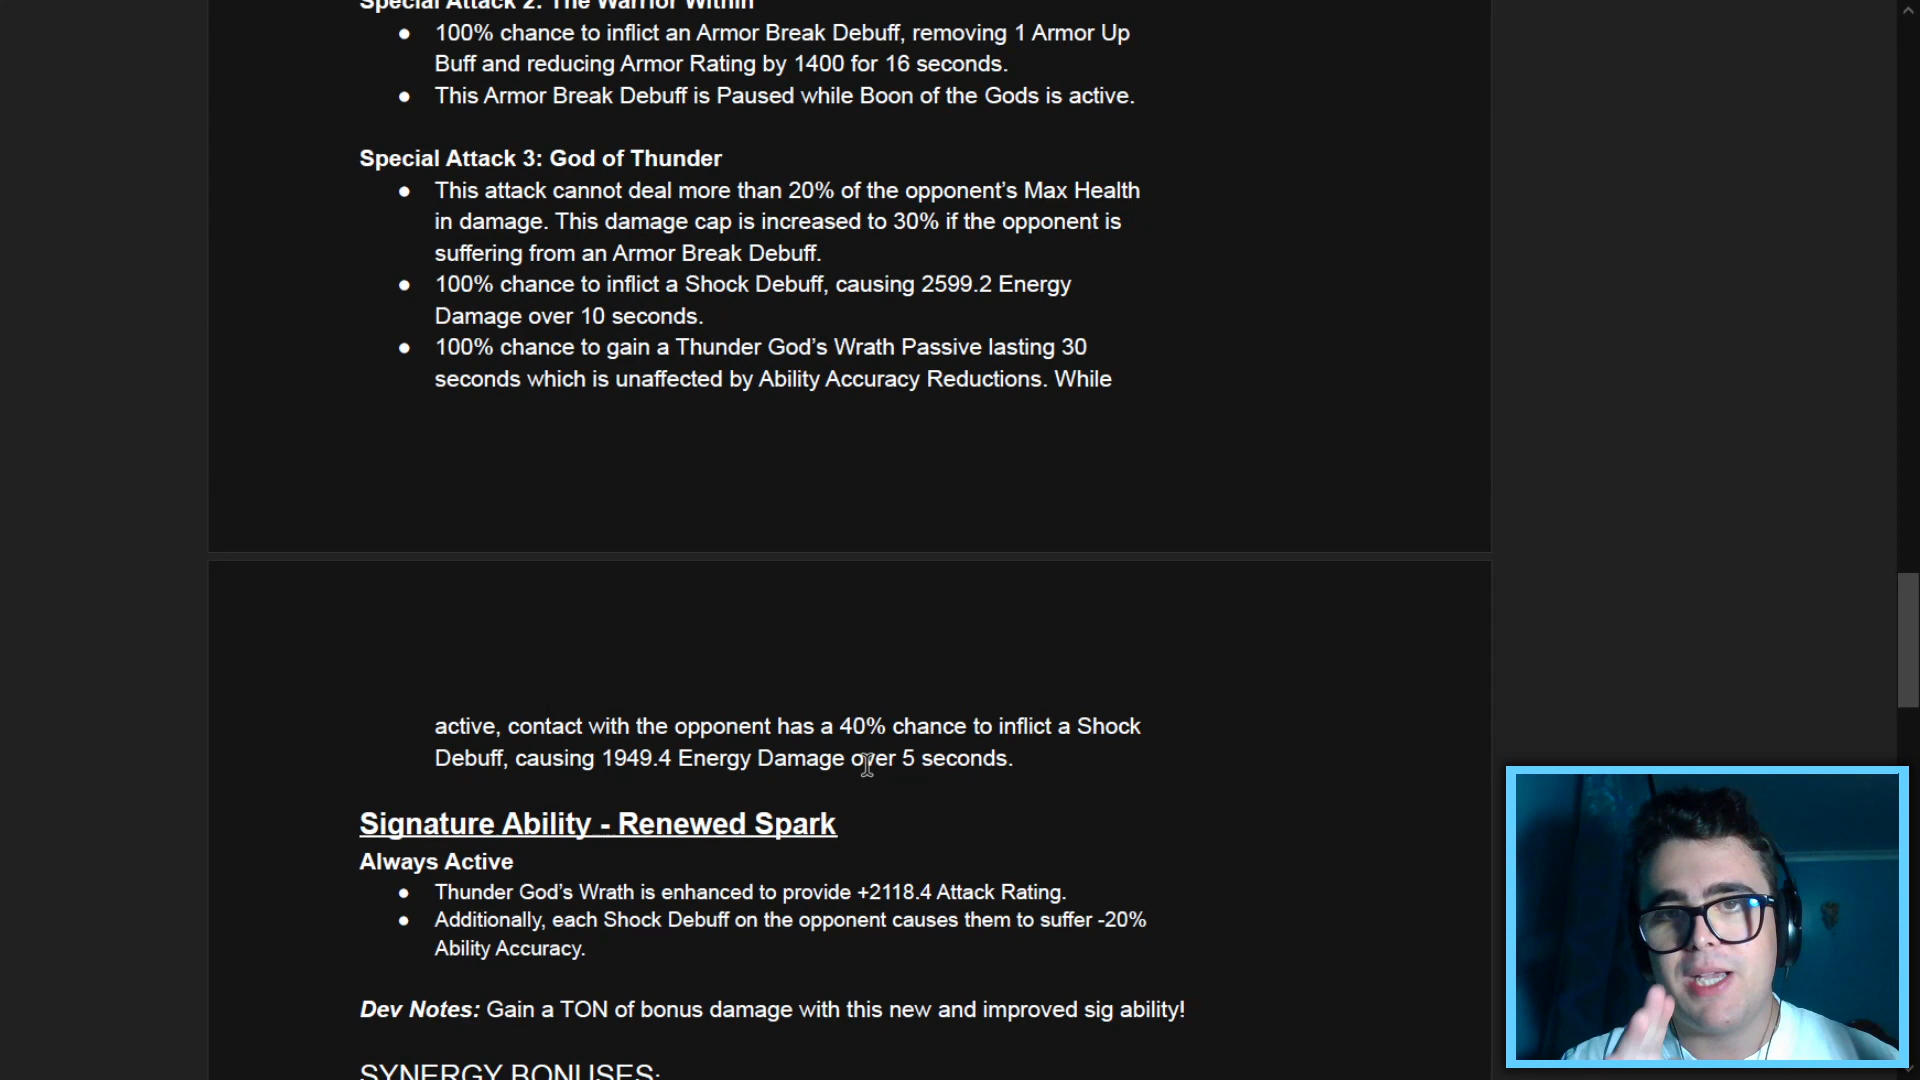 Special Attack 2: The Warrior Within
● 100% chance to inflict an Armor Break Debuff, removing 1 Armor Up
Buff and reducing Armor Rating by 1400 for 16 seconds.
● This Armor Break Debuff is Paused while Boon of the Gods is active.
Special Attack 3: God of Thunder
● This attack cannot deal more than 20% of the opponent’s Max Health
in damage. This damage cap is increased to 30% if the opponent is
suffering from an Armor Break Debuff.
● 100% chance to inflict a Shock Debuff, causing 2599.2 Energy
Damage over 10 seconds.
● 100% chance to gain a Thunder God’s Wrath Passive lasting 30
seconds which is unaffected by Ability Accuracy Reductions. While
active, contact with the opponent has a 40% chance to inflict a Shock
Debuff, causing 1949.4 Energy Damage over 5 seconds.
Signature Ability - Renewed Spark
Always Active
● Thunder God’s Wrath is enhanced to provide +2118.4 Attack Rating.
● Additionally, each Shock Debuff on the opponent causes them to suffer -20%
Ability Accuracy.
Dev Notes: Gain a TON of bonus damage with this new and improved sig ability!
SYNERGY BONUSES: